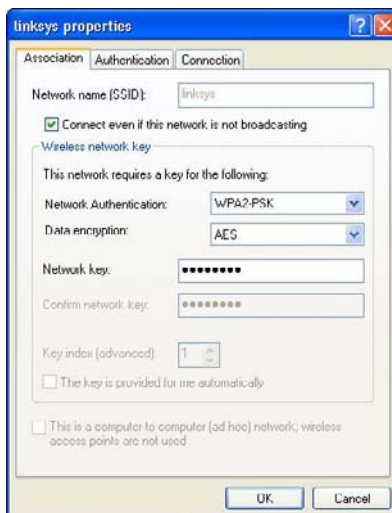 linksys properties
Association Authentication Connection
Network name (SSID): linksys
Connect even if this network is not broadcasting
Wireless network key
This network requires a key for the following:
Network Authentication: WPA2-PSK
Data encryption: AES
Network key: ••••••••
Confirm network key: ••••••••
Key index (advanced): 1
The key is provided for me automatically
This is a computer to computer (ad hoc) network; wireless
access points are not used
OK Cancel